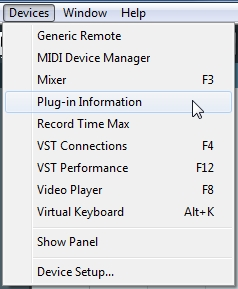 Devices Window Help
Generic Remote
MIDI Device Manager
Mixer F3
Plug-in Information
Record Time Max
VST Connections F4
VST Performance F12
Video Player F8
Virtual Keyboard Alt+K
Show Panel
Device Setup...